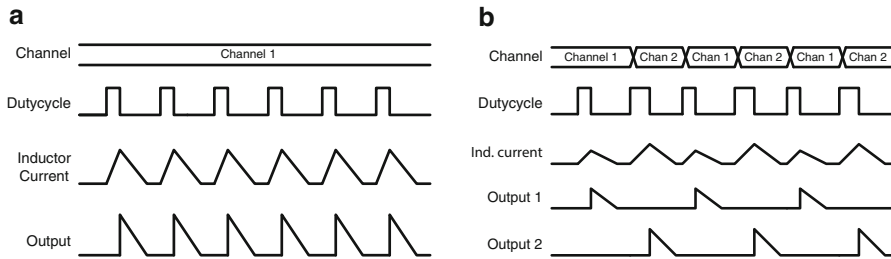 a
Channel
Channel 1
Dutycycle
Inductor
Current
Output
b
Channel
Channel 1 Chan 2 Chan 1 Chan 2 Chan 1 Chan 2
Dutycycle
Ind. current
Output 1
Output 2